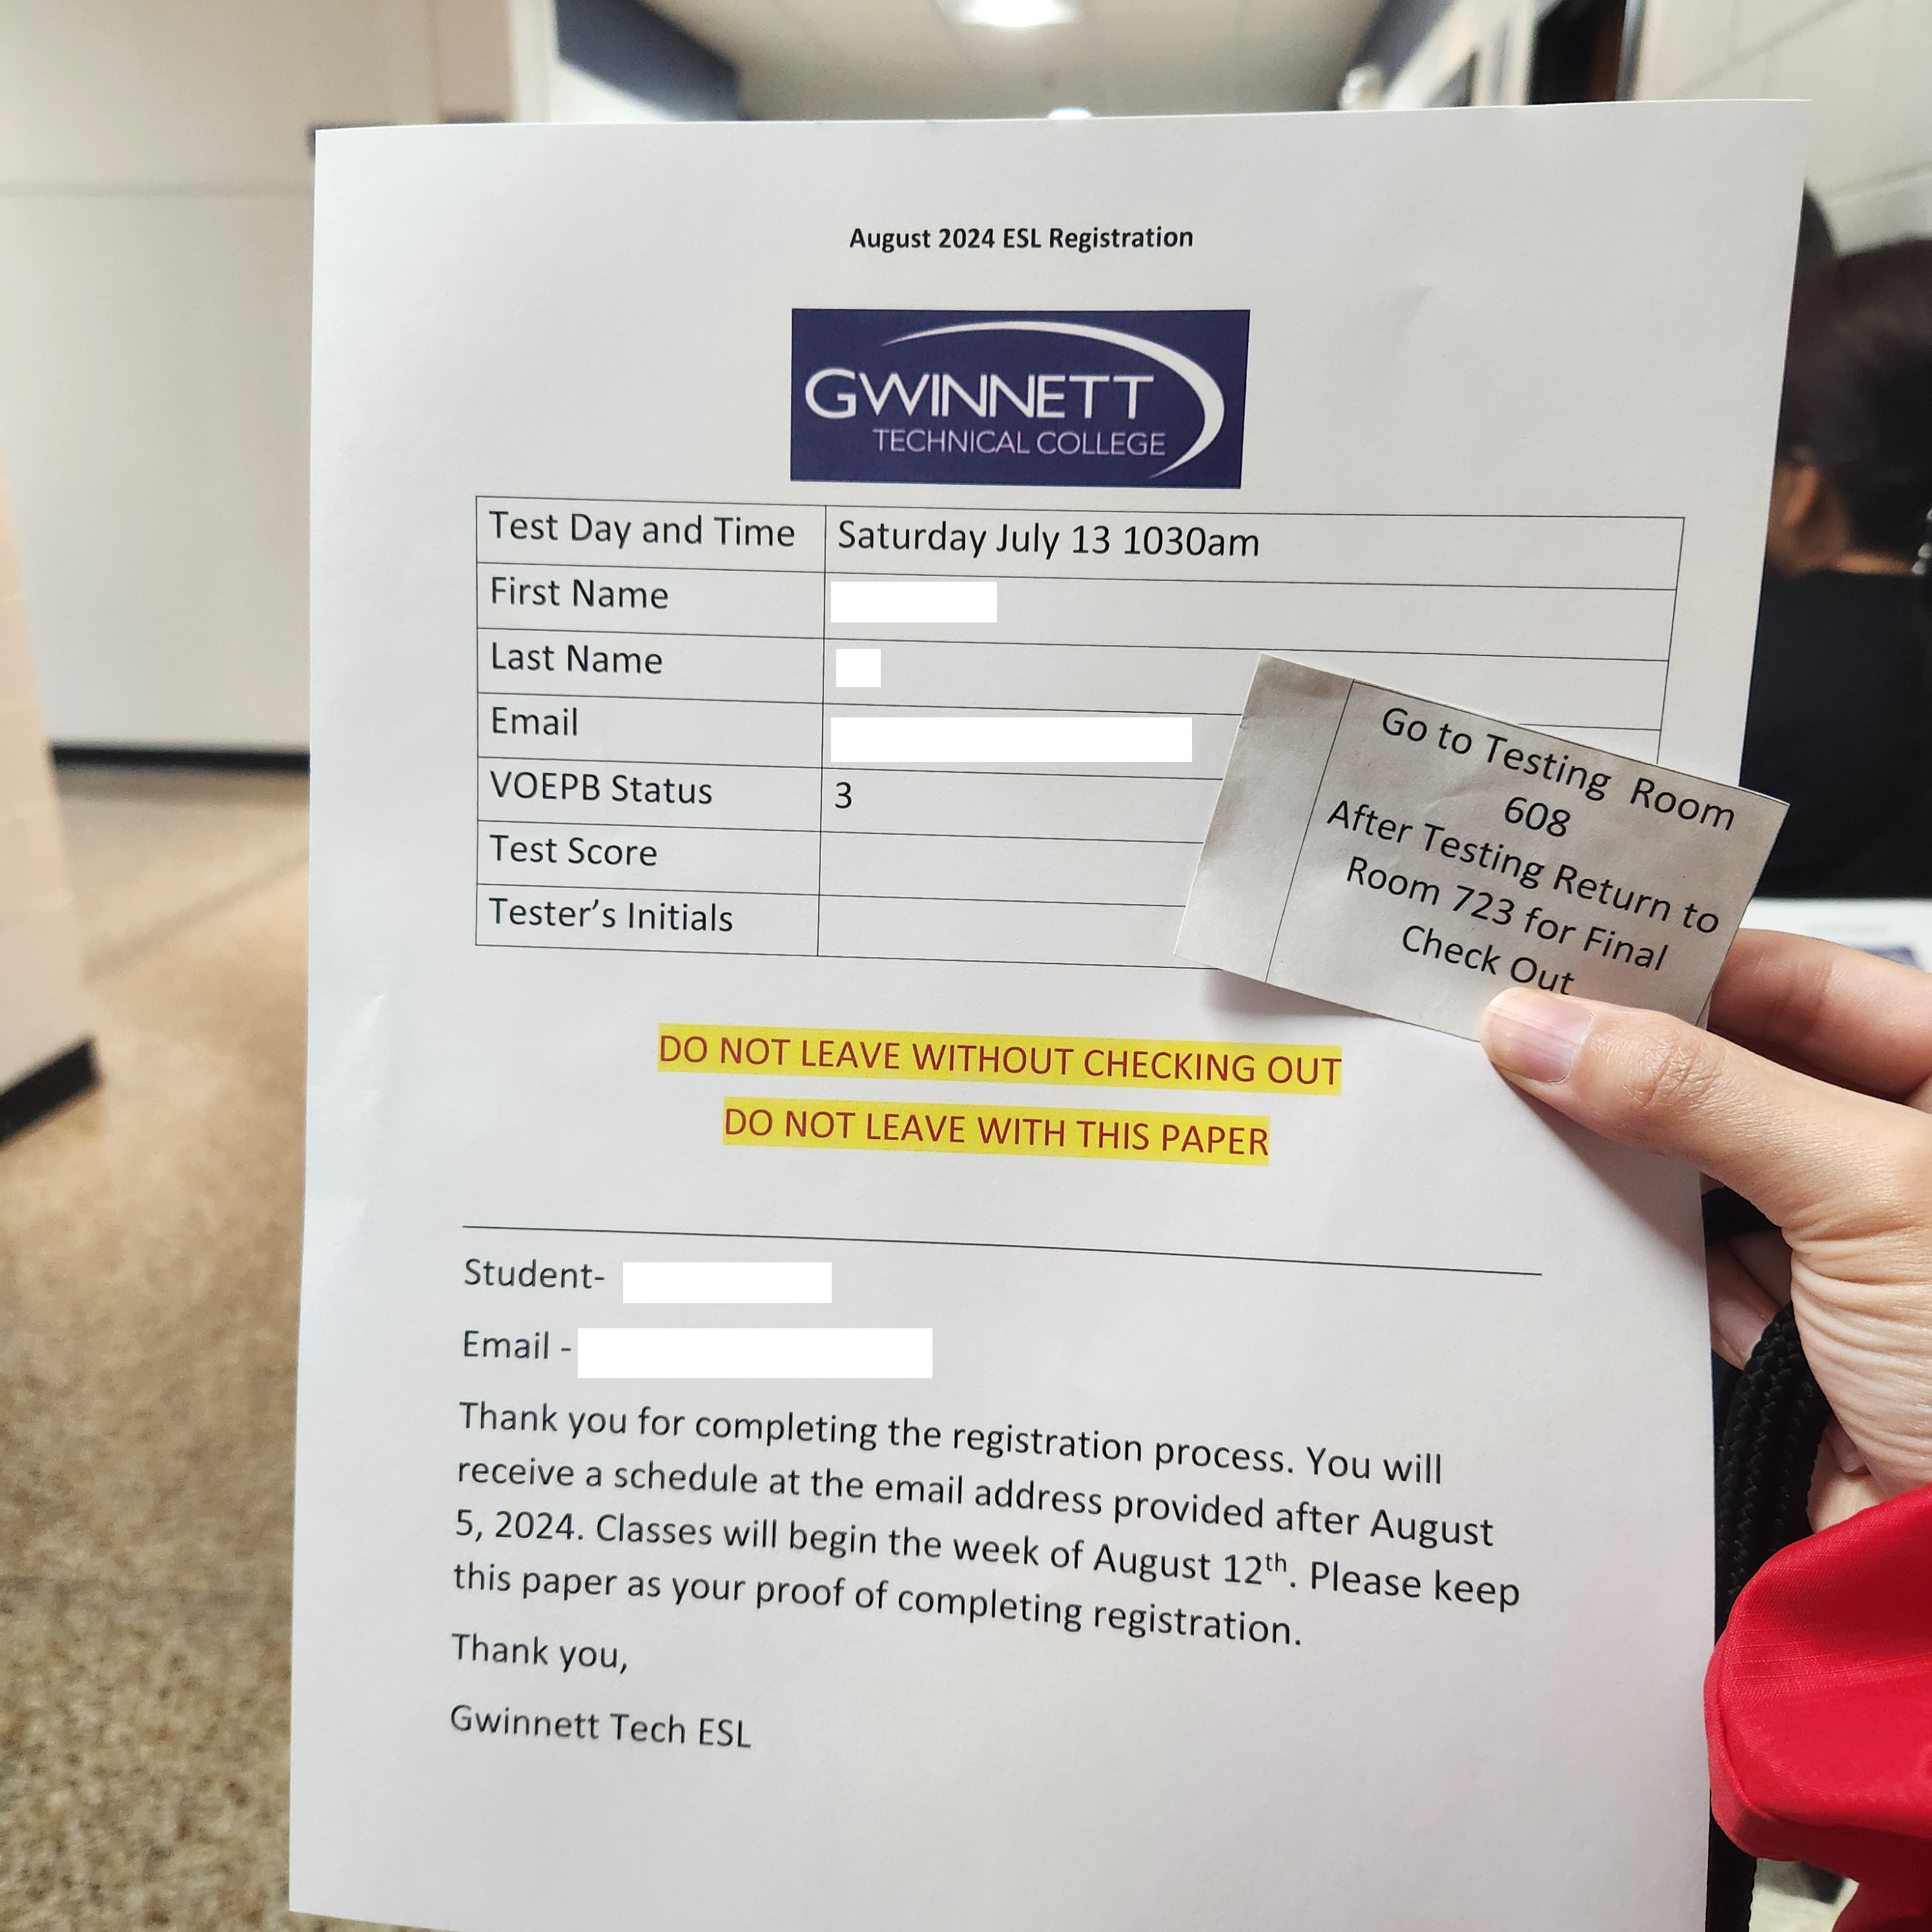 August 2024 ESL Registration
GWINNETT
TECHNICAL COLLEGE
Test Day and Time Saturday July 13 1030am
First Name
Last Name
Email
VOEPB Status 3
Test Score
Tester's Initials
Go to Testing Room
608
After Testing Return to
Room 723 for Final
Check Out
DO NOT LEAVE WITHOUT CHECKING OUT
DO NOT LEAVE WITH THIS PAPER
Student-
Email -
Thank you for completing the registration process. You will
receive a schedule at the email address provided after August
5, 2024. Classes will begin the week of August 12th. Please keep
this paper as your proof of completing registration.
Thank you,
Gwinnett Tech ESL